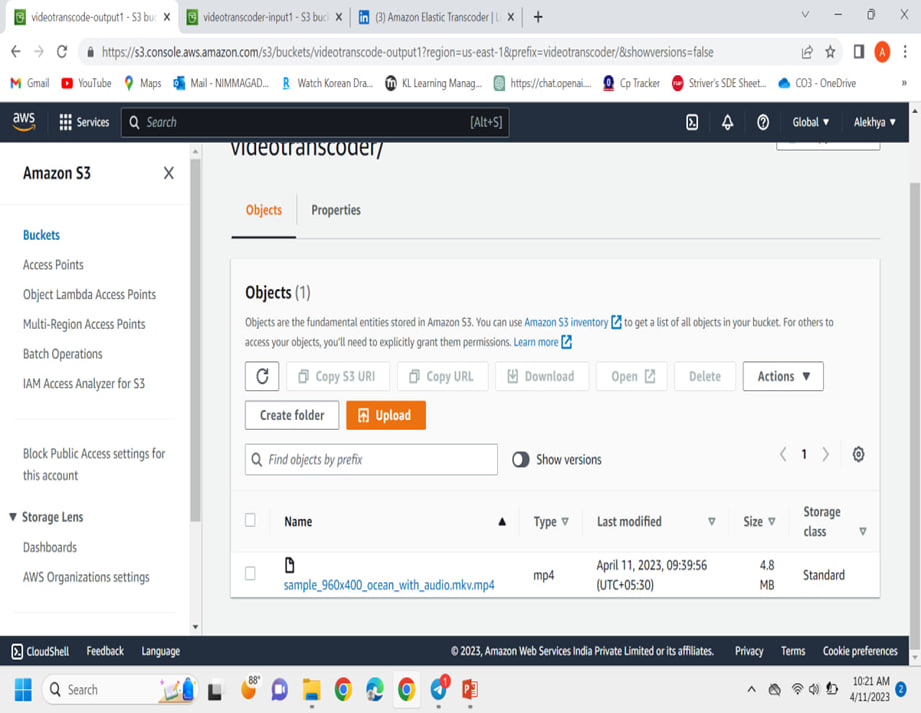 videotranscode-output1 - S3 buc
videotranscoder-input1 - S3 buc
(3) Amazon Elastic Transcoder | Li
https://s3.console.aws.amazon.com/s3/buckets/videotranscode-output1?region=us-east-1&prefix=videotranscoder/&showversions=false
A
Gmail YouTube Maps Mail - NIMMAGAD... Watch Korean Dra... KL Learning Manag... https://chat.openai.... Cp Tracker Striver's SDE Sheet... CO3 - OneDrive »
aws Services Search [Alt+S] Global ▼ Alekhya ▼
videotranscoder/
Amazon S3
Objects Properties
Buckets
Access Points
Object Lambda Access Points
Multi-Region Access Points
Batch Operations
IAM Access Analyzer for S3
Block Public Access settings for
this account
▼ Storage Lens
Dashboards
AWS Organizations settings
Objects (1)
Objects are the fundamental entities stored in Amazon S3. You can use Amazon S3 inventory to get a list of all objects in your bucket. For others to
access your objects, you'll need to explicitly grant them permissions. Learn more
Copy S3 URI Copy URL Download Open Delete Actions ▼
Create folder Upload
Find objects by prefix Show versions 1
Name ▲ Type ▽ Last modified ▽ Size ▽ Storage
class ▽
sample_960x400_ocean_with_audio.mkv.mp4 mp4 April 11, 2023, 09:39:56
(UTC+05:30) 4.8
MB Standard
CloudShell Feedback Language © 2023, Amazon Web Services India Private Limited or its affiliates. Privacy Terms Cookie preferences
Search 88° 1 10:21 AM
4/11/2023 2